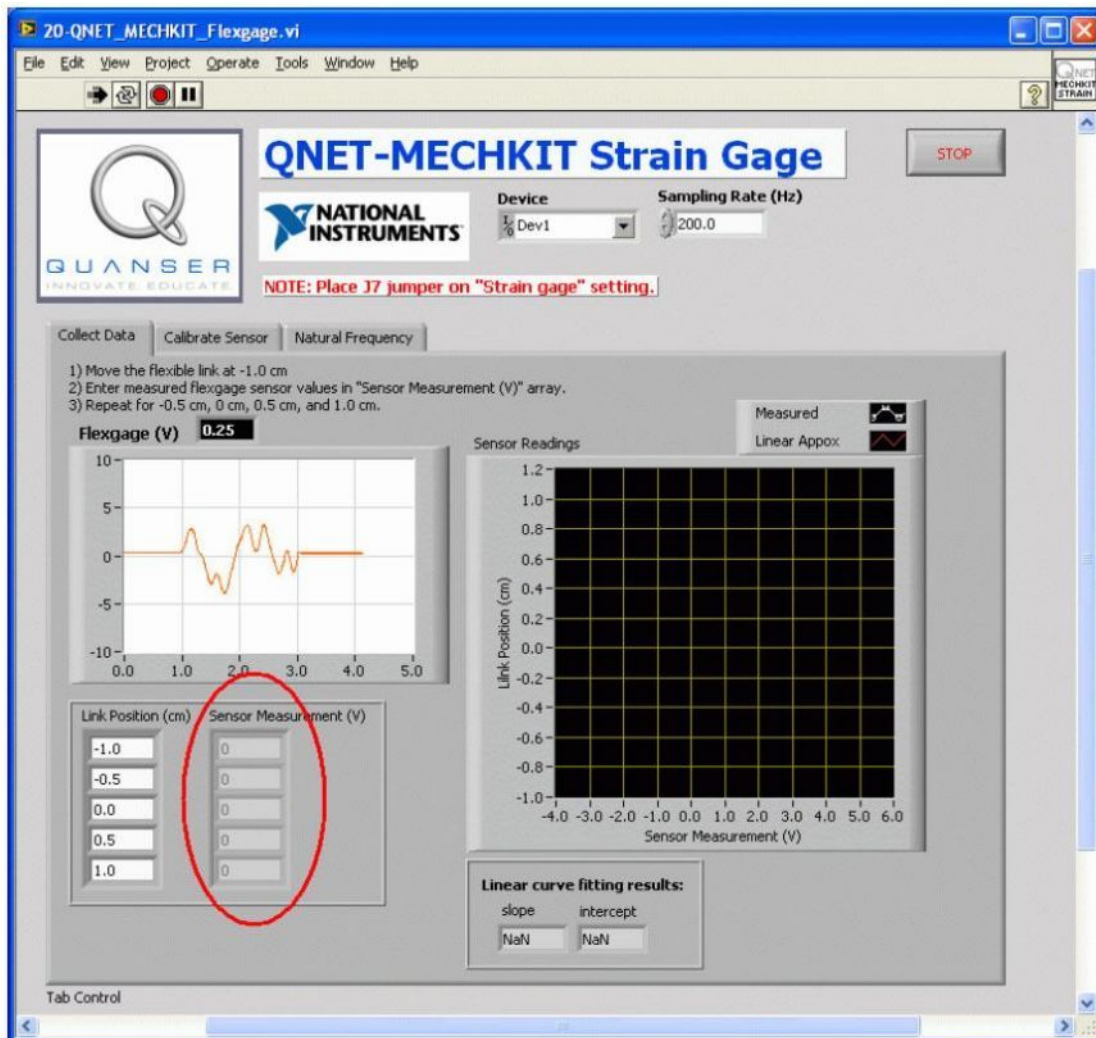 20-QNET_MECHKIT_Flexgage.vi
File Edit View Project Operate Tools Window Help
QNET
MECHKIT
STRAIN
QUANSER
INNOVATE EDUCATE
QNET-MECHKIT Strain Gage
STOP
NATIONAL
INSTRUMENTS
Device
Dev1
Sampling Rate (Hz)
200.0
NOTE: Place J7 jumper on "Strain gage" setting.
Collect Data Calibrate Sensor Natural Frequency
1) Move the flexible link at -1.0 cm
2) Enter measured flexgage sensor values in "Sensor Measurement (V)" array.
3) Repeat for -0.5 cm, 0 cm, 0.5 cm, and 1.0 cm.
Flexgage (V) 0.25
10
5
0
-5
-10
0.0 1.0 2.0 3.0 4.0 5.0
Link Position (cm) Sensor Measurement (V)
-1.0 0
-0.5 0
0.0 0
0.5 0
1.0 0
Sensor Readings
Measured
Linear Appox
Lilnk Position (cm)
1.2
1.0
0.8
0.6
0.4
0.2
0.0
-0.2
-0.4
-0.6
-0.8
-1.0
-4.0 -3.0 -2.0 -1.0 0.0 1.0 2.0 3.0 4.0 5.0 6.0
Sensor Measurement (V)
Linear curve fitting results:
slope intercept
NaN NaN
Tab Control